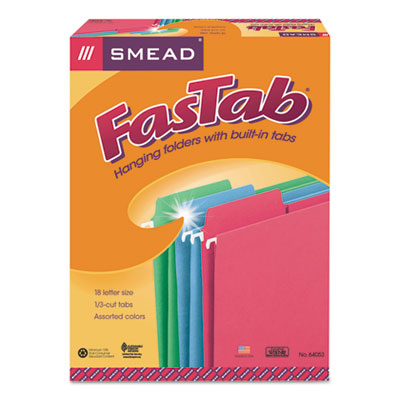 SMEAD®
FasTab®
Hanging folders with built-in tabs
18 letter size
1/3-cut tabs
Assorted colors
No. 64053